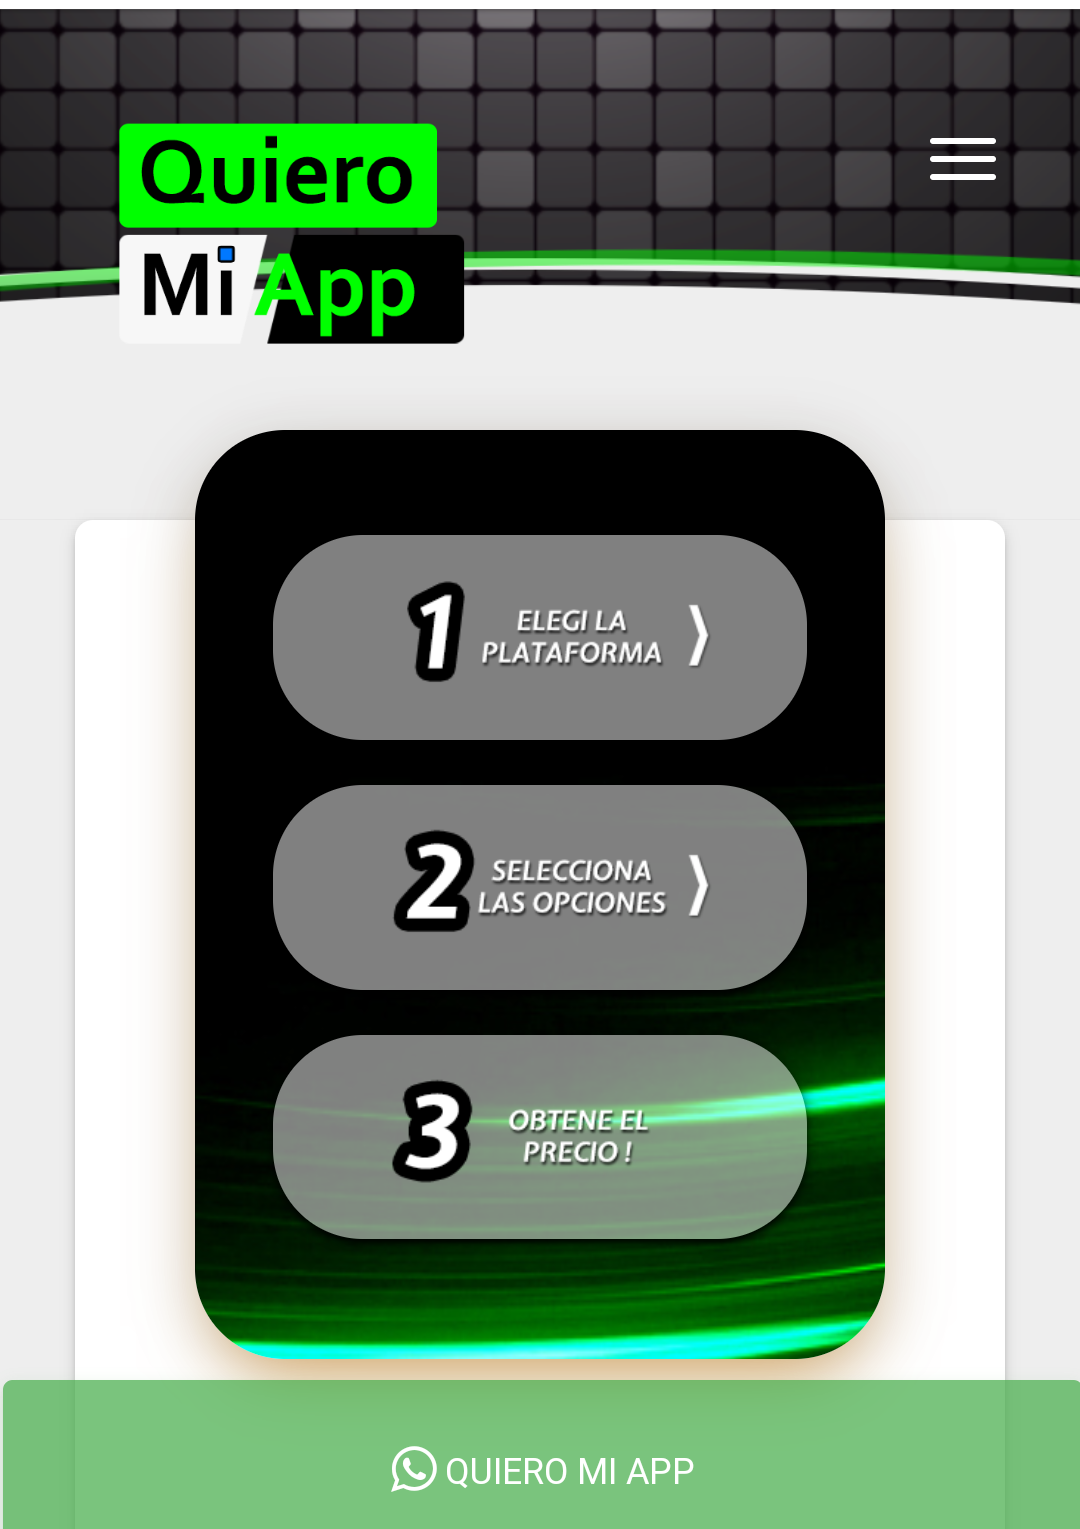 Quiero
Mi App
1 ELEGI LA
PLATAFORMA
2 SELECCIONA
LAS OPCIONES
3 OBTENE EL
PRECIO !
QUIERO MI APP